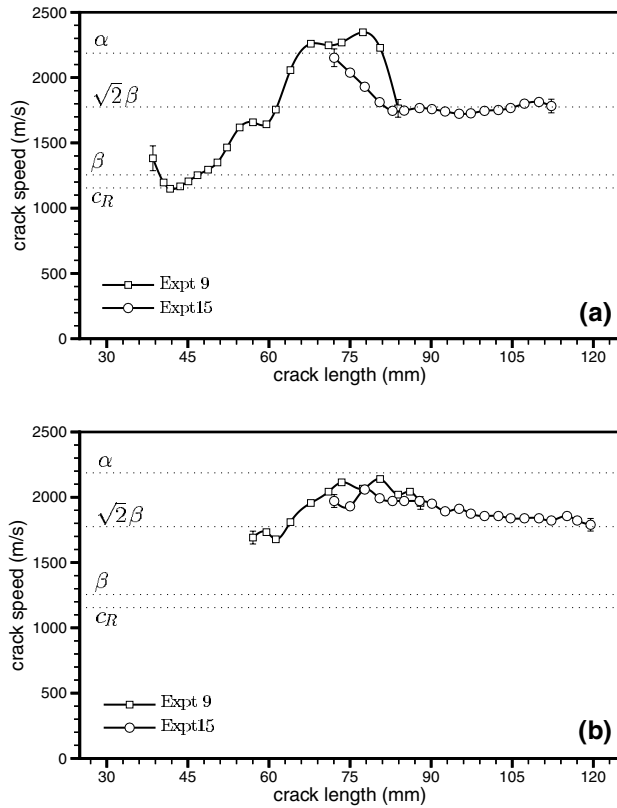 2500
2000
1500
1000
500
0
crack speed (m/s)
α
√2β
β
c_R
Expt 9
Expt15
(a)
30 45 60 75 90 105 120
crack length (mm)
2500
2000
1500
1000
500
0
crack speed (m/s)
α
√2β
β
c_R
Expt 9
Expt15
(b)
30 45 60 75 90 105 120
crack length (mm)